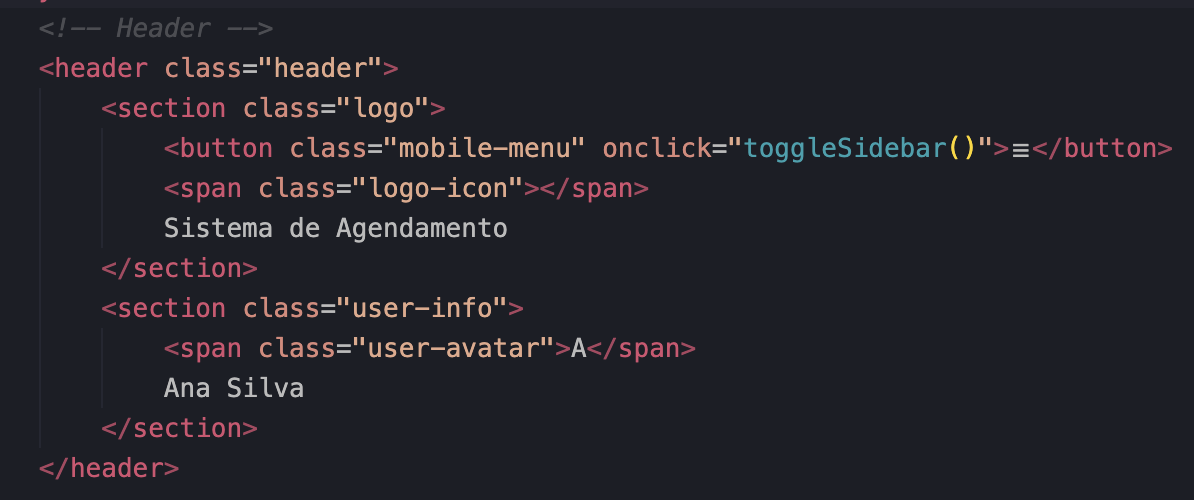 <!-- Header -->
<header class="header">
<section class="logo">
<button class="mobile-menu" onclick="toggleSidebar()">≡</button>
<span class="logo-icon"></span>
Sistema de Agendamento
</section>
<section class="user-info">
<span class="user-avatar">A</span>
Ana Silva
</section>
</header>